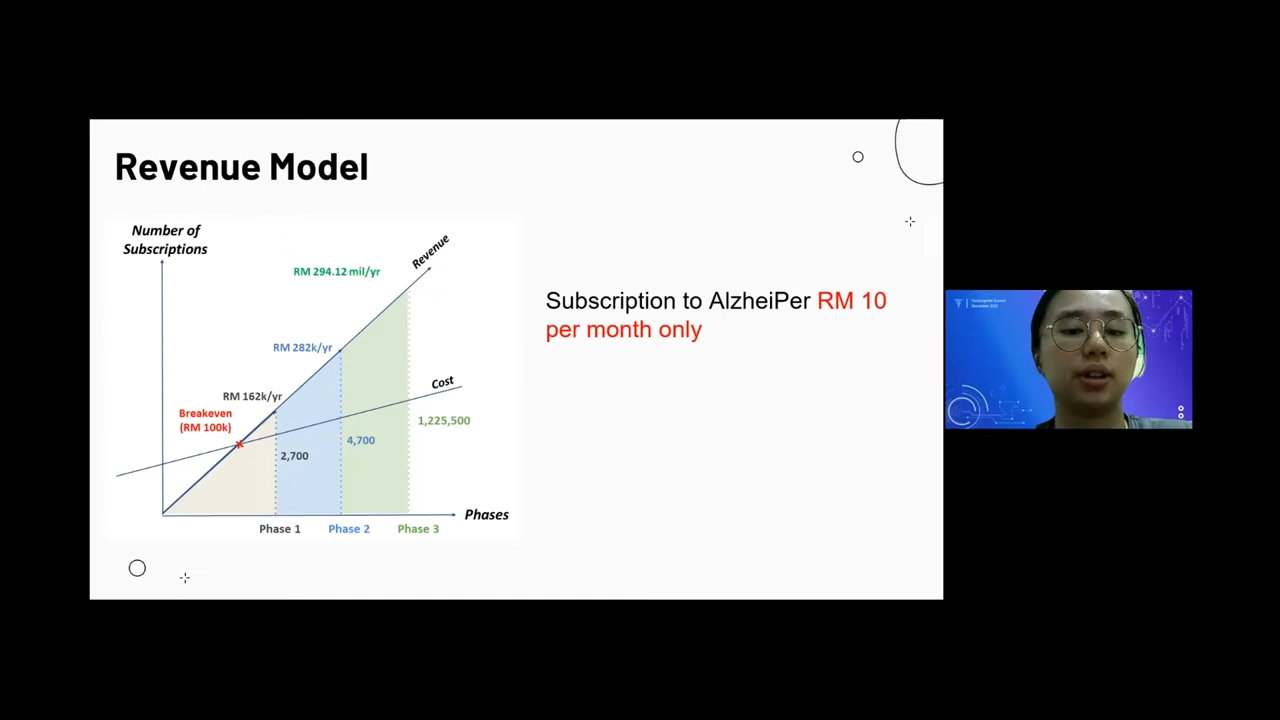 Revenue Model
Number of
Subscriptions
Revenue
RM 294.12 mil/yr
Subscription to AlzheiPer RM 10
per month only
RM 282k/yr
Cost
RM 162k/yr
Breakeven
(RM 100k)
1,225,500
4,700
2,700
Phases
Phase 1
Phase 2
Phase 3